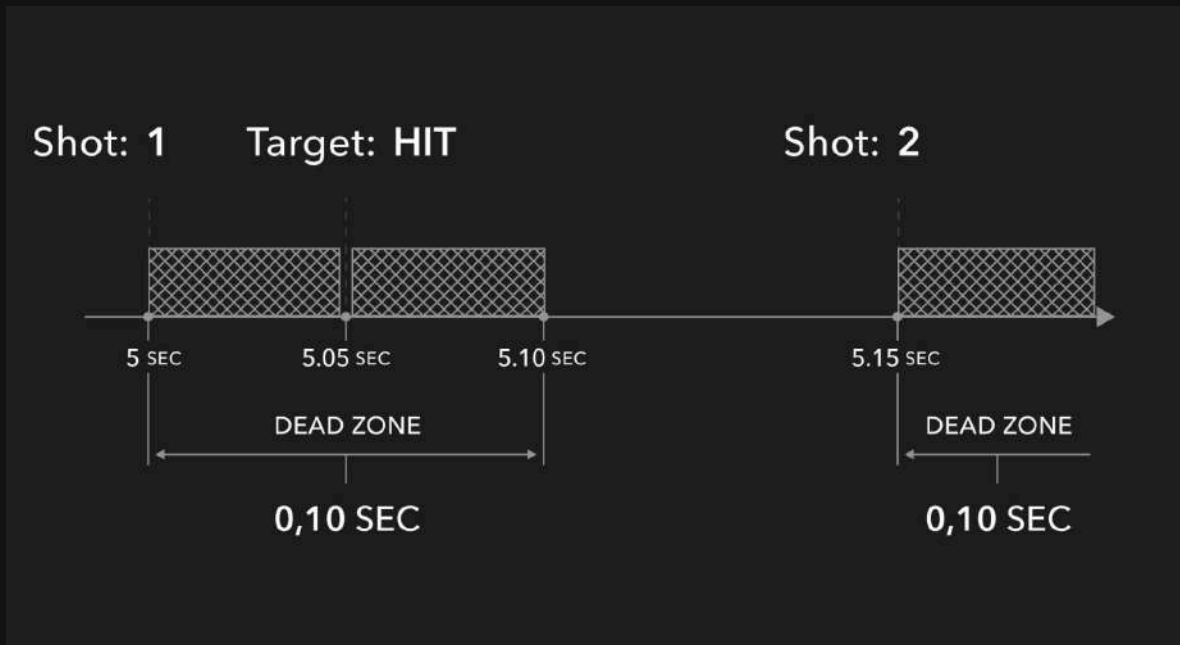 Shot: 1 Target: HIT Shot: 2
5 SEC 5.05 SEC 5.10 SEC 5.15 SEC
DEAD ZONE DEAD ZONE
0,10 SEC 0,10 SEC